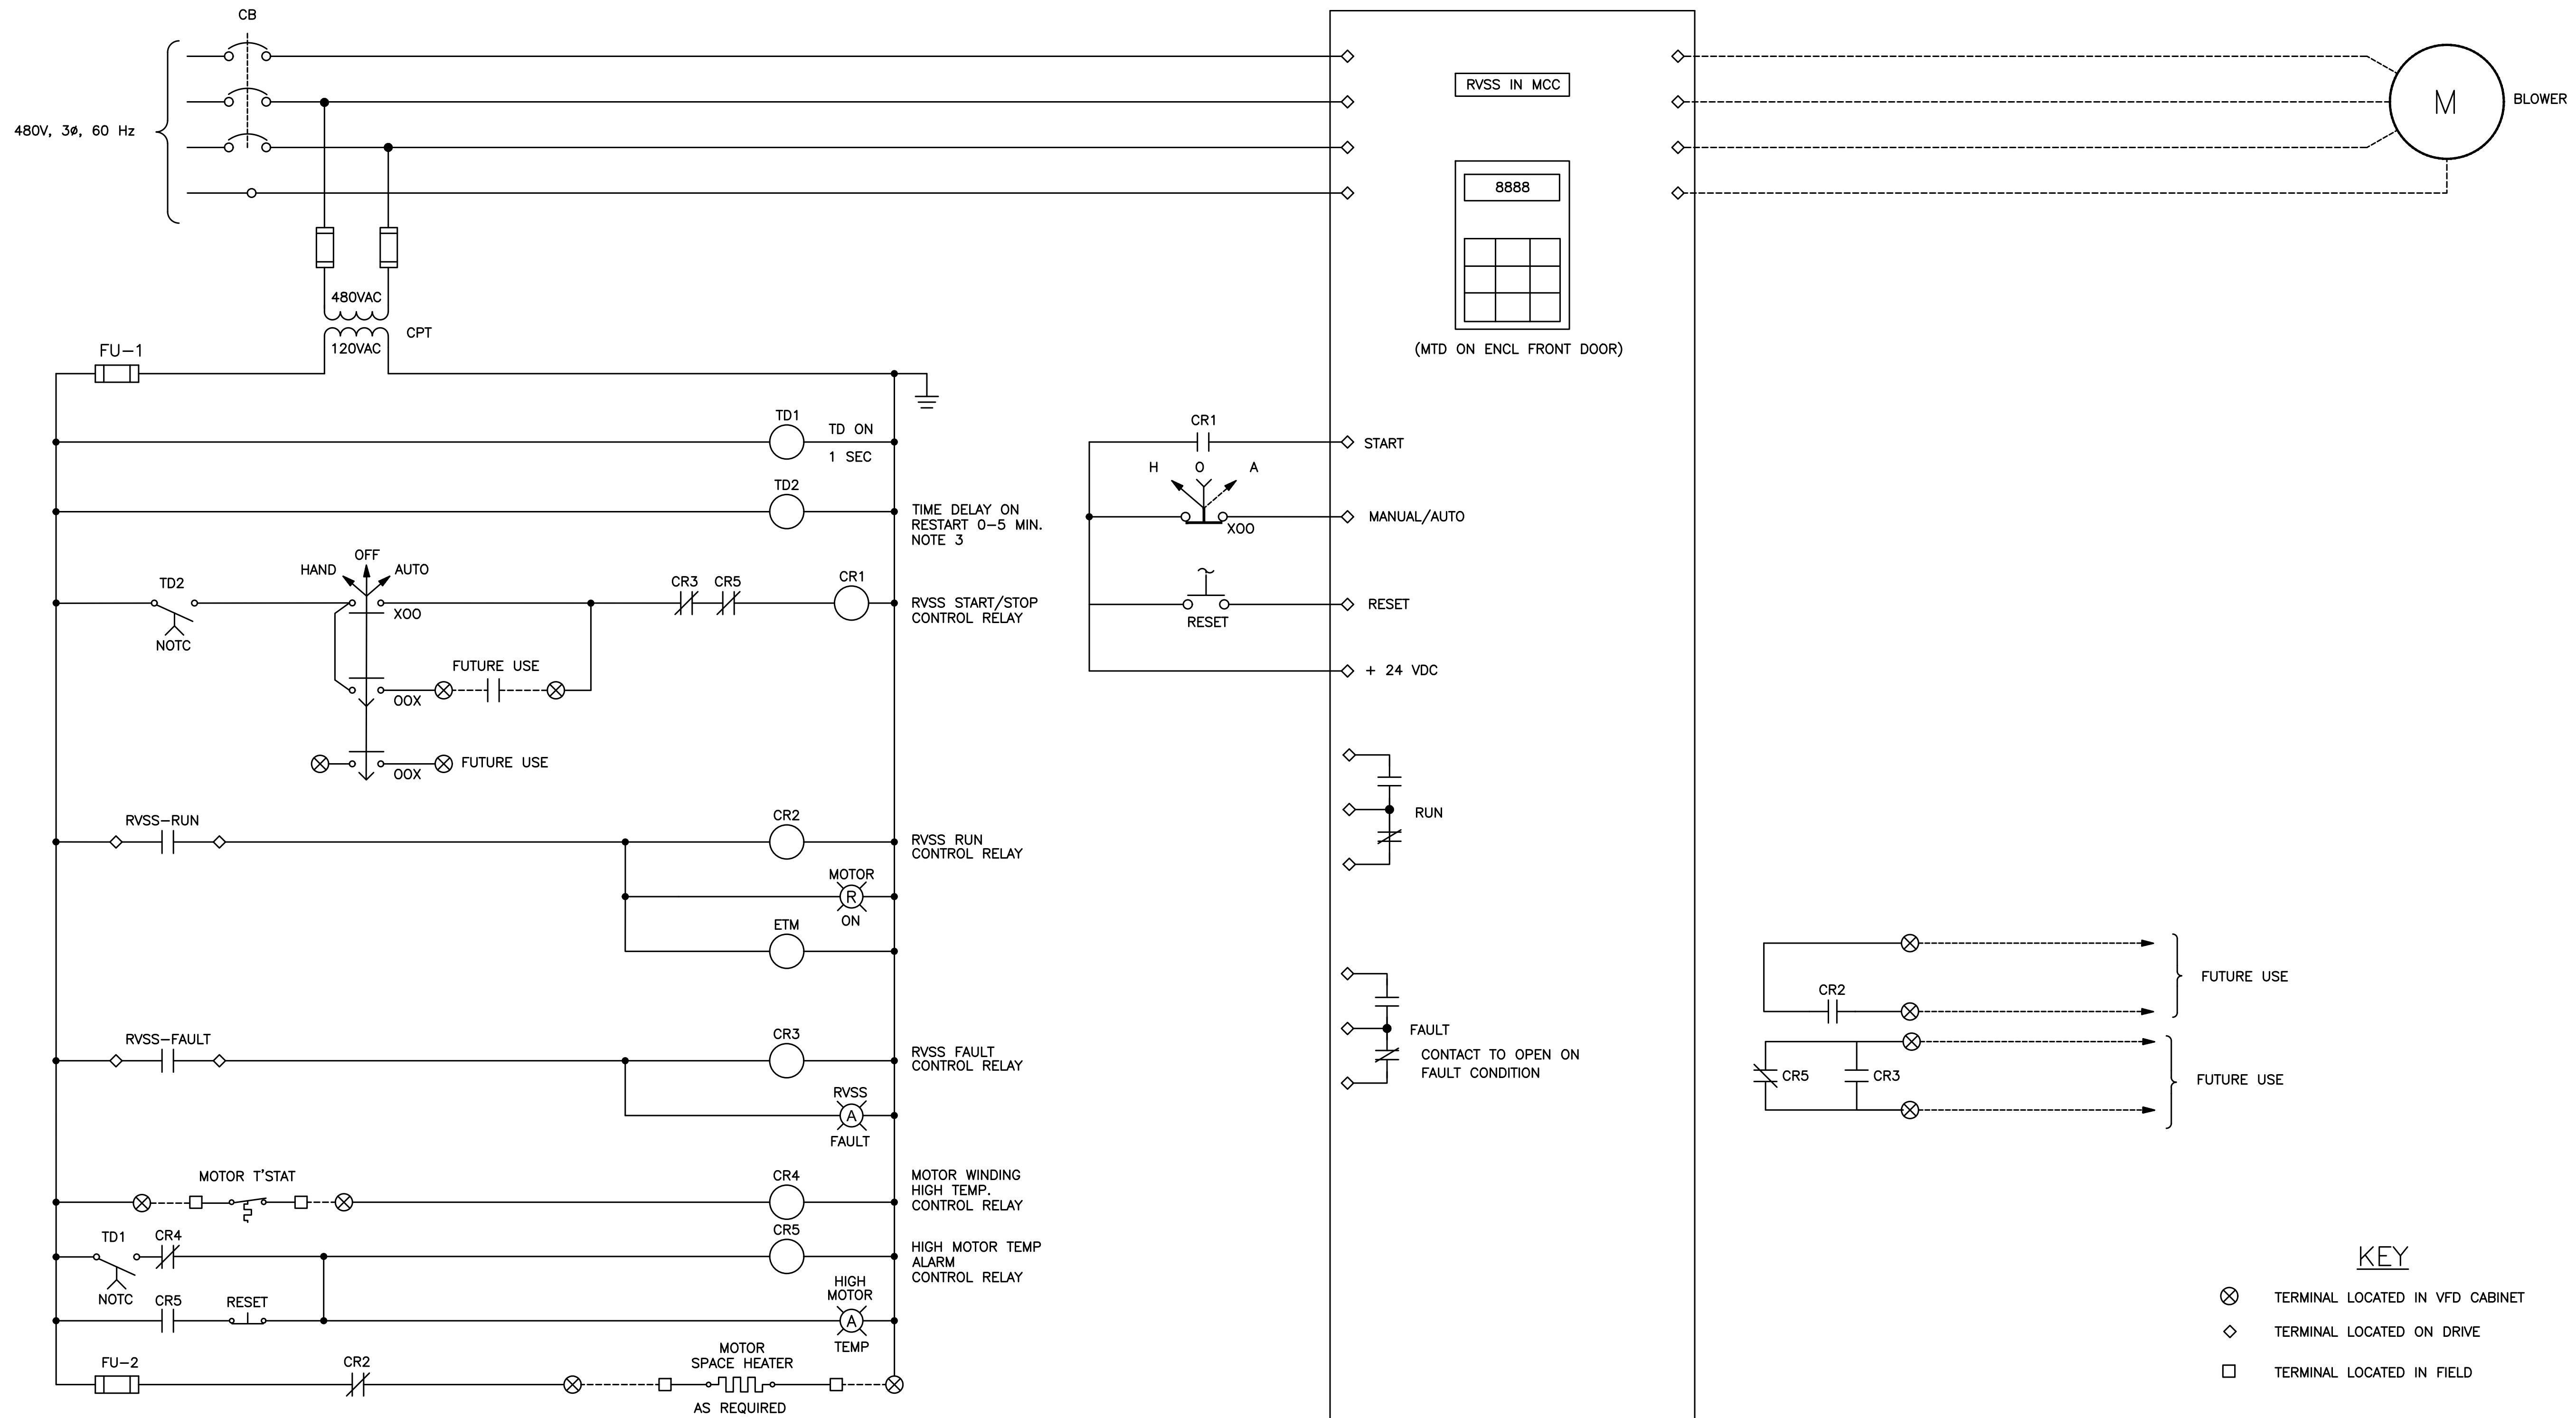 CB
480V, 3ø, 60 Hz
RVSS IN MCC
M
BLOWER
8888
(MTD ON ENCL FRONT DOOR)
480VAC
CPT
120VAC
FU-1
TD1
TD ON
1 SEC
TD2
TIME DELAY ON
RESTART 0-5 MIN.
NOTE 3
OFF
HAND
AUTO
TD2
NOTC
XOO
CR3
CR5
CR1
RVSS START/STOP
CONTROL RELAY
FUTURE USE
OOX
OOX
FUTURE USE
RVSS-RUN
CR2
RVSS RUN
CONTROL RELAY
MOTOR
R
ON
ETM
RVSS-FAULT
CR3
RVSS FAULT
CONTROL RELAY
RVSS
A
FAULT
MOTOR T'STAT
CR4
MOTOR WINDING
HIGH TEMP.
CONTROL RELAY
TD1
CR4
NOTC
CR5
HIGH MOTOR TEMP
ALARM
CONTROL RELAY
CR5
RESET
HIGH
MOTOR
A
TEMP
FU-2
CR2
MOTOR
SPACE HEATER
AS REQUIRED
CR1
START
H O A
XOO
MANUAL/AUTO
RESET
RESET
+ 24 VDC
RUN
FAULT
CONTACT TO OPEN ON
FAULT CONDITION
CR2
FUTURE USE
CR5
CR3
FUTURE USE
KEY
TERMINAL LOCATED IN VFD CABINET
TERMINAL LOCATED ON DRIVE
TERMINAL LOCATED IN FIELD